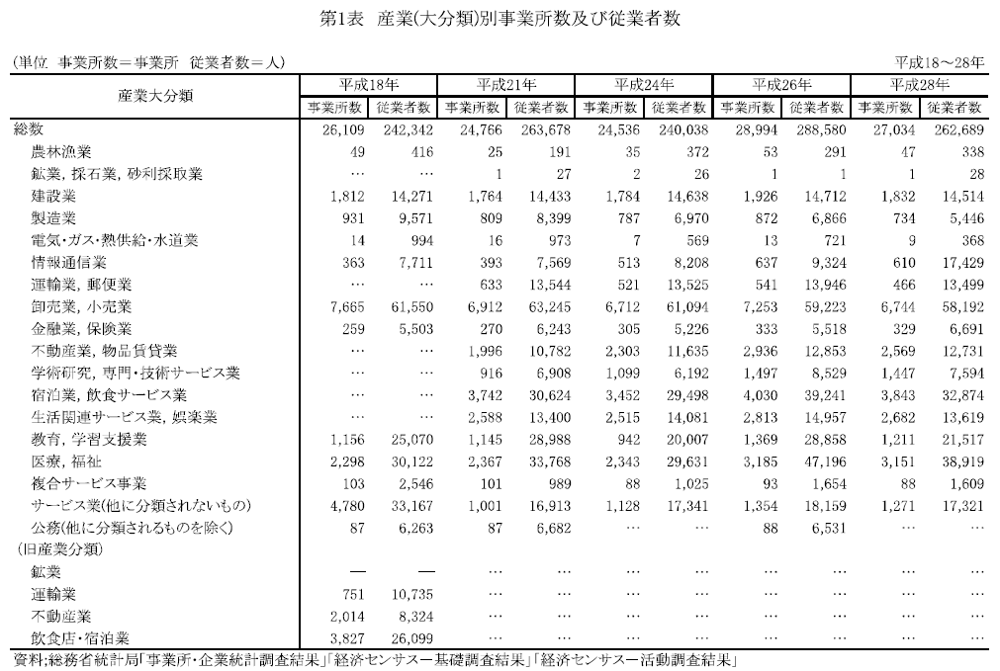 第1表 産業(大分類)別事業所数及び従業者数
(単位 事業所数＝事業所 従業者数＝人) 平成18～28年
産業大分類 平成18年 平成21年 平成24年 平成26年 平成28年
事業所数 従業者数 事業所数 従業者数 事業所数 従業者数 事業所数 従業者数 事業所数 従業者数
総数 26,109 242,342 24,766 263,678 24,536 240,038 28,994 288,580 27,034 262,689
農林漁業 49 416 25 191 35 372 53 291 47 338
鉱業, 採石業, 砂利採取業 … … 1 27 2 26 1 1 1 28
建設業 1,812 14,271 1,764 14,433 1,784 14,638 1,926 14,712 1,832 14,514
製造業 931 9,571 809 8,399 787 6,970 872 6,866 734 5,446
電気・ガス・熱供給・水道業 14 994 16 973 7 569 13 721 9 368
情報通信業 363 7,711 393 7,569 513 8,208 637 9,324 610 17,429
運輸業, 郵便業 … … 633 13,544 521 13,525 541 13,946 466 13,499
卸売業, 小売業 7,665 61,550 6,912 63,245 6,712 61,094 7,253 59,223 6,744 58,192
金融業, 保険業 259 5,503 270 6,243 305 5,226 333 5,518 329 6,691
不動産業, 物品賃貸業 … … 1,996 10,782 2,303 11,635 2,936 12,853 2,569 12,731
学術研究, 専門・技術サービス業 … … 916 6,908 1,099 6,192 1,497 8,529 1,447 7,594
宿泊業, 飲食サービス業 … … 3,742 30,624 3,452 29,498 4,030 39,241 3,843 32,874
生活関連サービス業, 娯楽業 … … 2,588 13,400 2,515 14,081 2,813 14,957 2,682 13,619
教育, 学習支援業 1,156 25,070 1,145 28,988 942 20,007 1,369 28,858 1,211 21,517
医療, 福祉 2,298 30,122 2,367 33,768 2,343 29,631 3,185 47,196 3,151 38,919
複合サービス事業 103 2,546 101 989 88 1,025 93 1,654 88 1,609
サービス業(他に分類されないもの) 4,780 33,167 1,001 16,913 1,128 17,341 1,354 18,159 1,271 17,321
公務(他に分類されるものを除く) 87 6,263 87 6,682 … … 88 6,531 … …
(旧産業分類)
鉱業 ― ― … … … … … … … …
運輸業 751 10,735 … … … … … … … …
不動産業 2,014 8,324 … … … … … … … …
飲食店・宿泊業 3,827 26,099 … … … … … … … …
資料;総務省統計局「事業所・企業統計調査結果」「経済センサス－基礎調査結果」「経済センサス－活動調査結果」